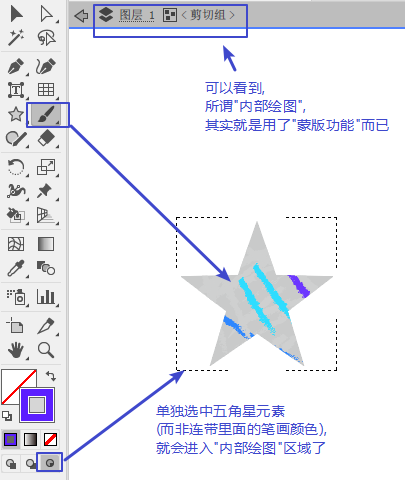 图层 1 < 剪切组 >
可以看到,
所谓"内部绘图",
其实就是用了"蒙版功能"而已
单独选中五角星元素
(而非连带里面的笔画颜色),
就会进入"内部绘图"区域了